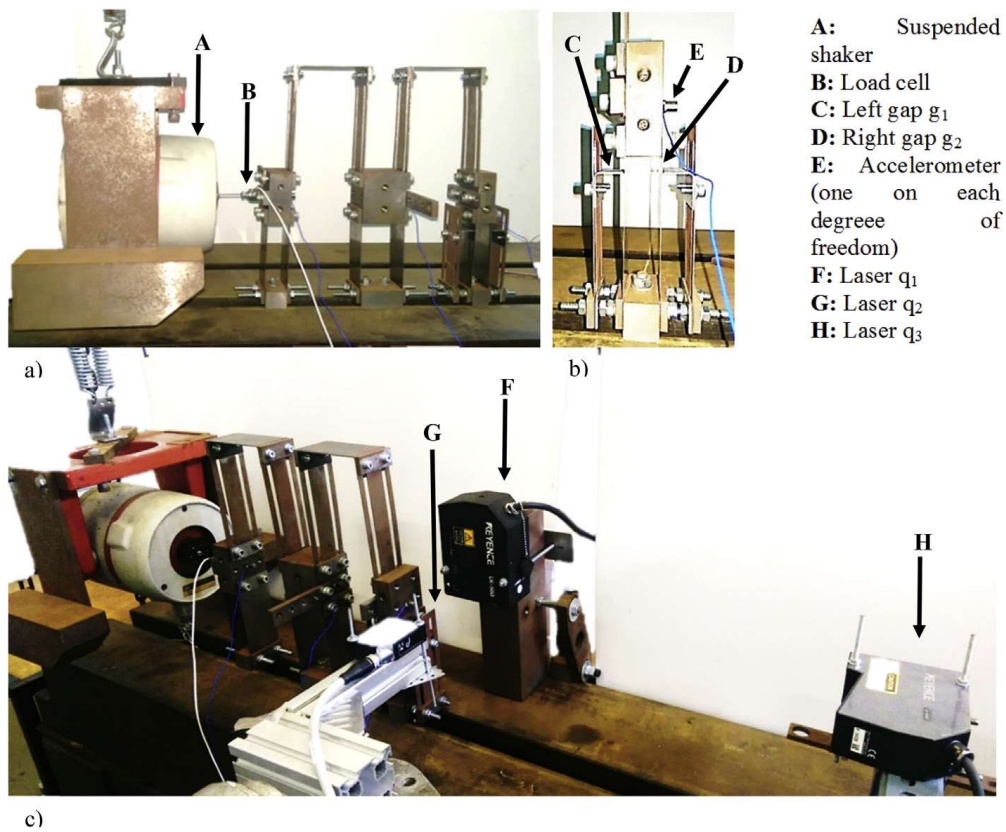 A
B
C
E
D
A: Suspended
shaker
B: Load cell
C: Left gap g1
D: Right gap g2
E: Accelerometer
(one on each
degreee of
freedom)
F: Laser q1
G: Laser q2
H: Laser q3
a)
b)
F
G
H
KEYENCE
KEYENCE
c)